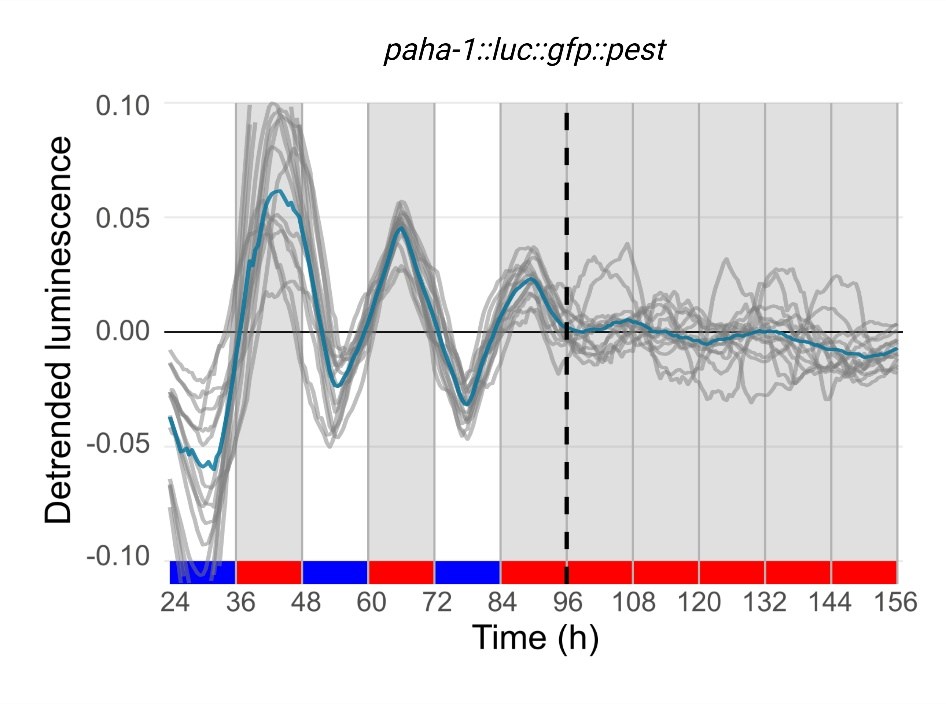 paha-1::luc::gfp::pest
Detrended luminescence
0.10
0.05
0.00
-0.05
-0.10
24 36 48 60 72 84 96 108 120 132 144 156
Time (h)